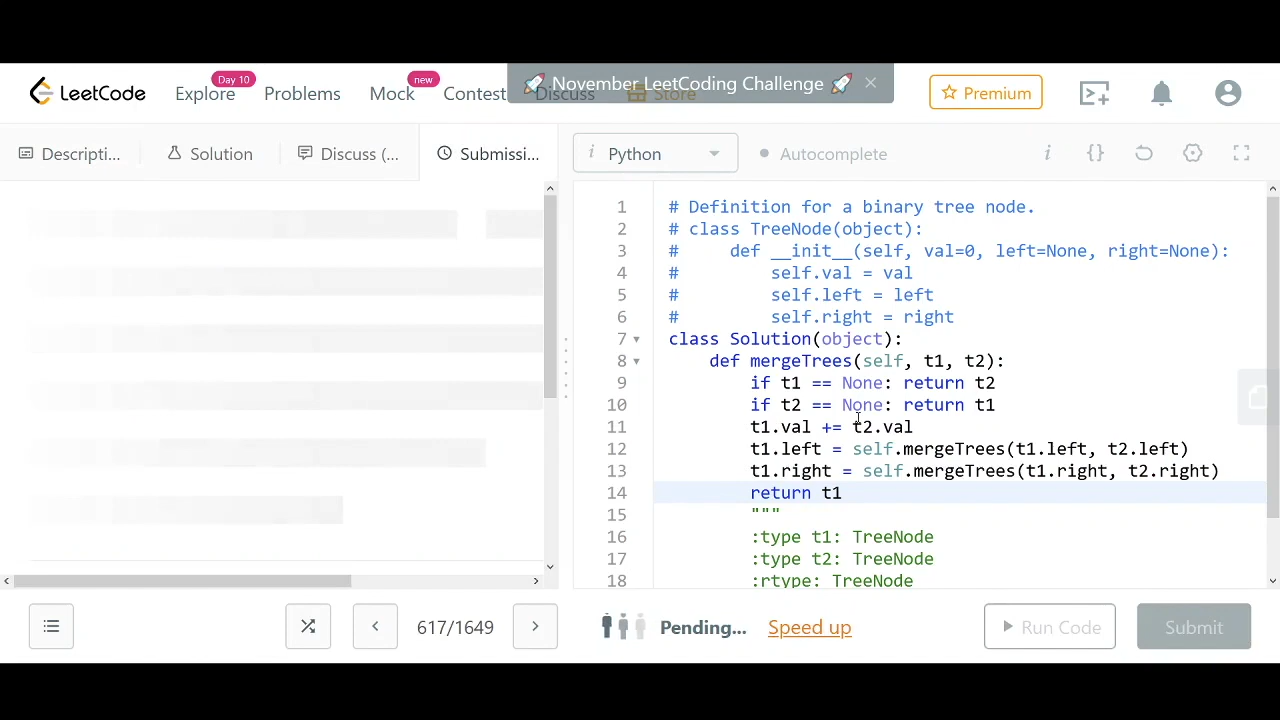 Day 10
new
🚀 November LeetCoding Challenge 🚀 ×
LeetCode Explore Problems Mock Contest Discuss Store Premium
Descripti... Solution Discuss (... Submissi...
i Python Autocomplete
1 # Definition for a binary tree node.
2 # class TreeNode(object):
3 #     def __init__(self, val=0, left=None, right=None):
4 #         self.val = val
5 #         self.left = left
6 #         self.right = right
7 class Solution(object):
8     def mergeTrees(self, t1, t2):
9         if t1 == None: return t2
10         if t2 == None: return t1
11         t1.val += t2.val
12         t1.left = self.mergeTrees(t1.left, t2.left)
13         t1.right = self.mergeTrees(t1.right, t2.right)
14         return t1
15         """
16         :type t1: TreeNode
17         :type t2: TreeNode
18         :rtype: TreeNode
617/1649 Pending... Speed up Run Code Submit